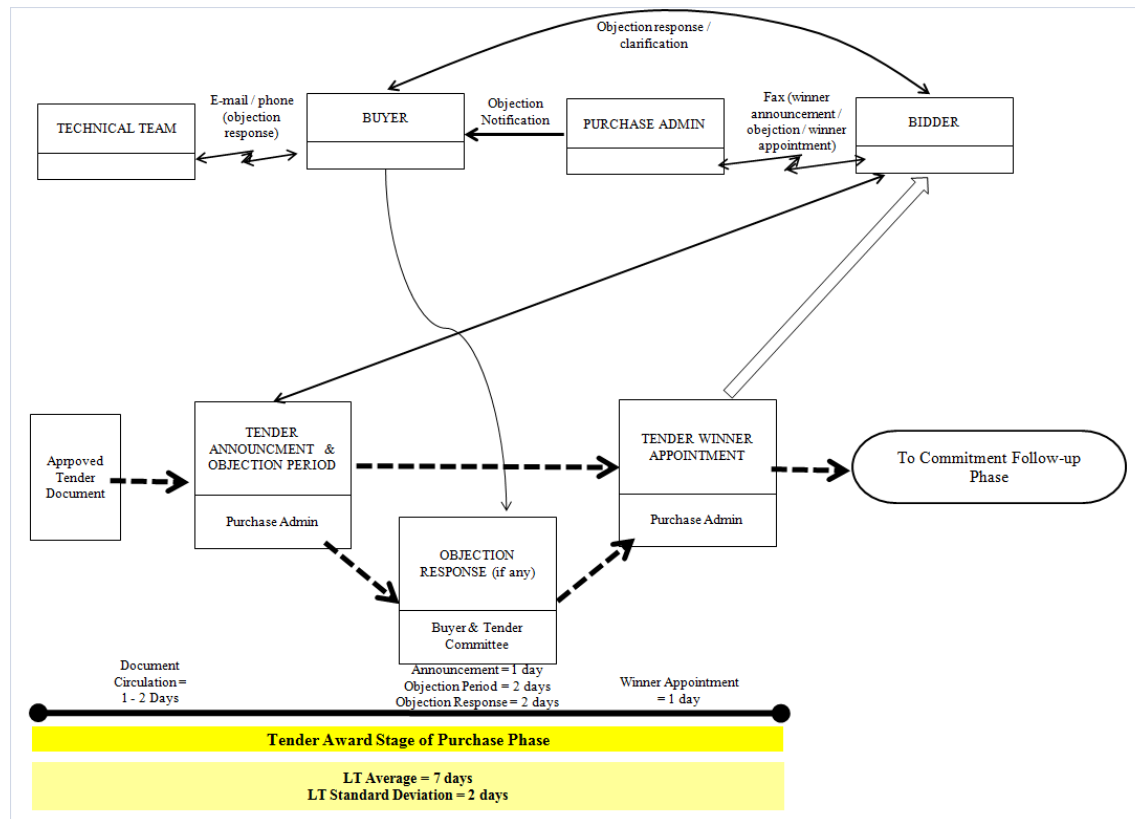 Objection response /
clarification
E-mail / phone
(objection
response)
TECHNICAL TEAM
BUYER
Objection
Notification
PURCHASE ADMIN
Fax (winner
announcement /
obejction / winner
appointment)
BIDDER
Aprpoved
Tender
Document
TENDER
ANNOUNCMENT &
OBJECTION PERIOD
Purchase Admin
OBJECTION
RESPONSE (if any)
Buyer & Tender
Committee
TENDER WINNER
APPOINTMENT
Purchase Admin
To Commitment Follow-up
Phase
Document
Circulation =
1 - 2 Days
Announcement = 1 day
Objection Period = 2 days
Objection Response = 2 days
Winner Appointment
= 1 day
Tender Award Stage of Purchase Phase
LT Average = 7 days
LT Standard Deviation = 2 days